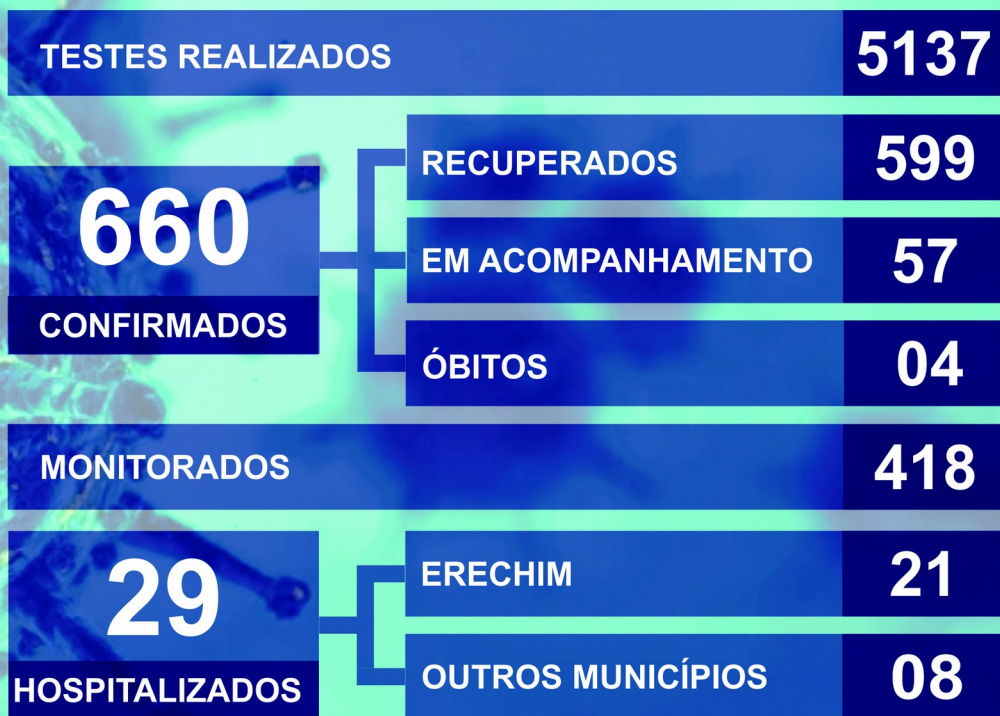 TESTES REALIZADOS 5137
660
CONFIRMADOS
RECUPERADOS 599
EM ACOMPANHAMENTO 57
ÓBITOS 04
MONITORADOS 418
29
HOSPITALIZADOS
ERECHIM 21
OUTROS MUNICÍPIOS 08